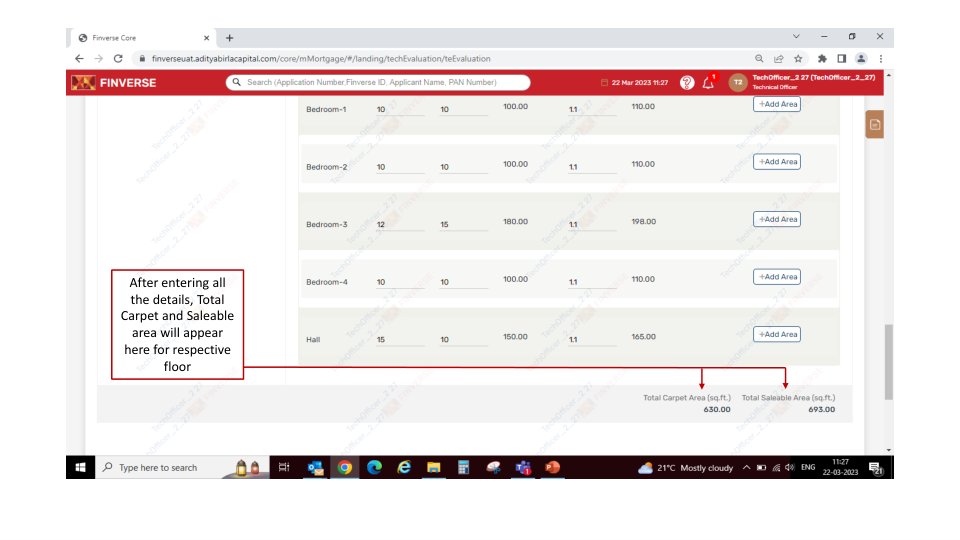 Finverse Core
finverseuat.adityabirlacapital.com/core/mMortgage/#/landing/techEvaluation/teEvaluation
FINVERSE
Search (Application Number,Finverse ID, Applicant Name, PAN Number)
22 Mar 2023 11:27
1
T2
TechOfficer_2 27 (TechOfficer_2_27)
Technical Officer
Bedroom-1 10 10 100.00 1.1 110.00 +Add Area
Bedroom-2 10 10 100.00 1.1 110.00 +Add Area
Bedroom-3 12 15 180.00 1.1 198.00 +Add Area
Bedroom-4 10 10 100.00 1.1 110.00 +Add Area
Hall 15 10 150.00 1.1 165.00 +Add Area
After entering all
the details, Total
Carpet and Saleable
area will appear
here for respective
floor
Total Carpet Area (sq.ft.) Total Saleable Area (sq.ft.)
630.00 693.00
Type here to search
21°C Mostly cloudy
ENG
11:27
22-03-2023
21